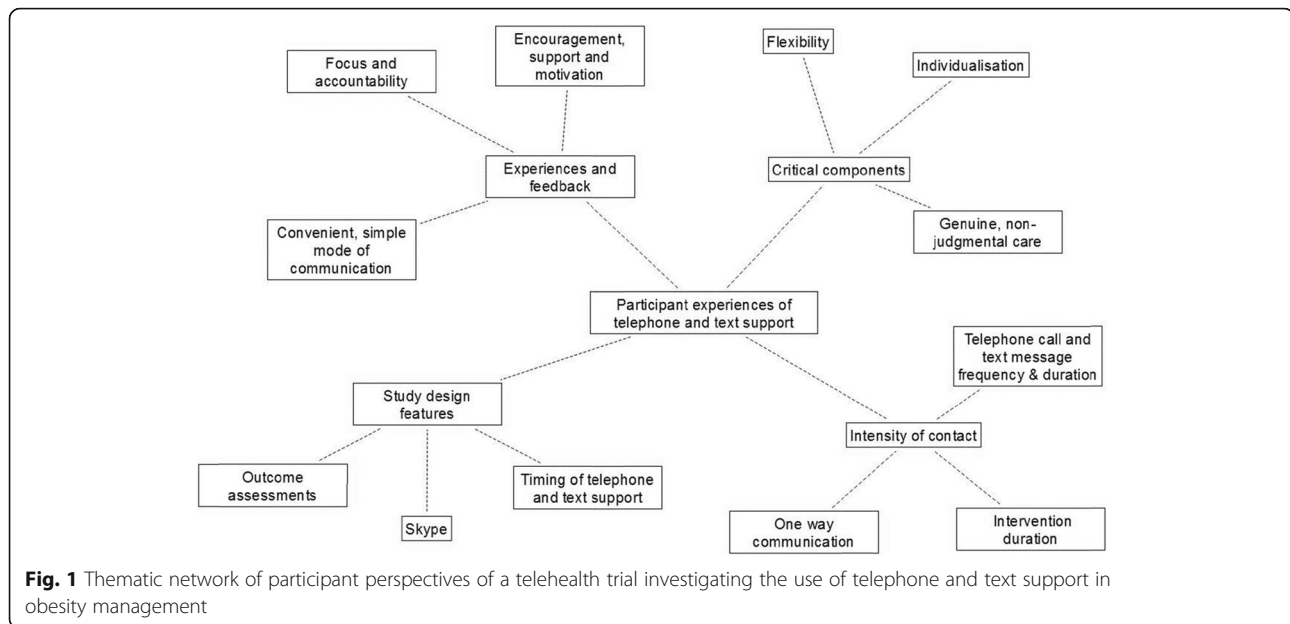 Encouragement,
support and
motivation
Focus and
accountability
Experiences and
feedback
Convenient, simple
mode of
communication
Flexibility
Individualisation
Critical components
Genuine, non-
judgmental care
Participant experiences of
telephone and text support
Study design
features
Outcome
assessments
Skype
Timing of telephone
and text support
Telephone call and
text message
frequency & duration
Intensity of contact
One way
communication
Intervention
duration
Fig. 1 Thematic network of participant perspectives of a telehealth trial investigating the use of telephone and text support in
obesity management